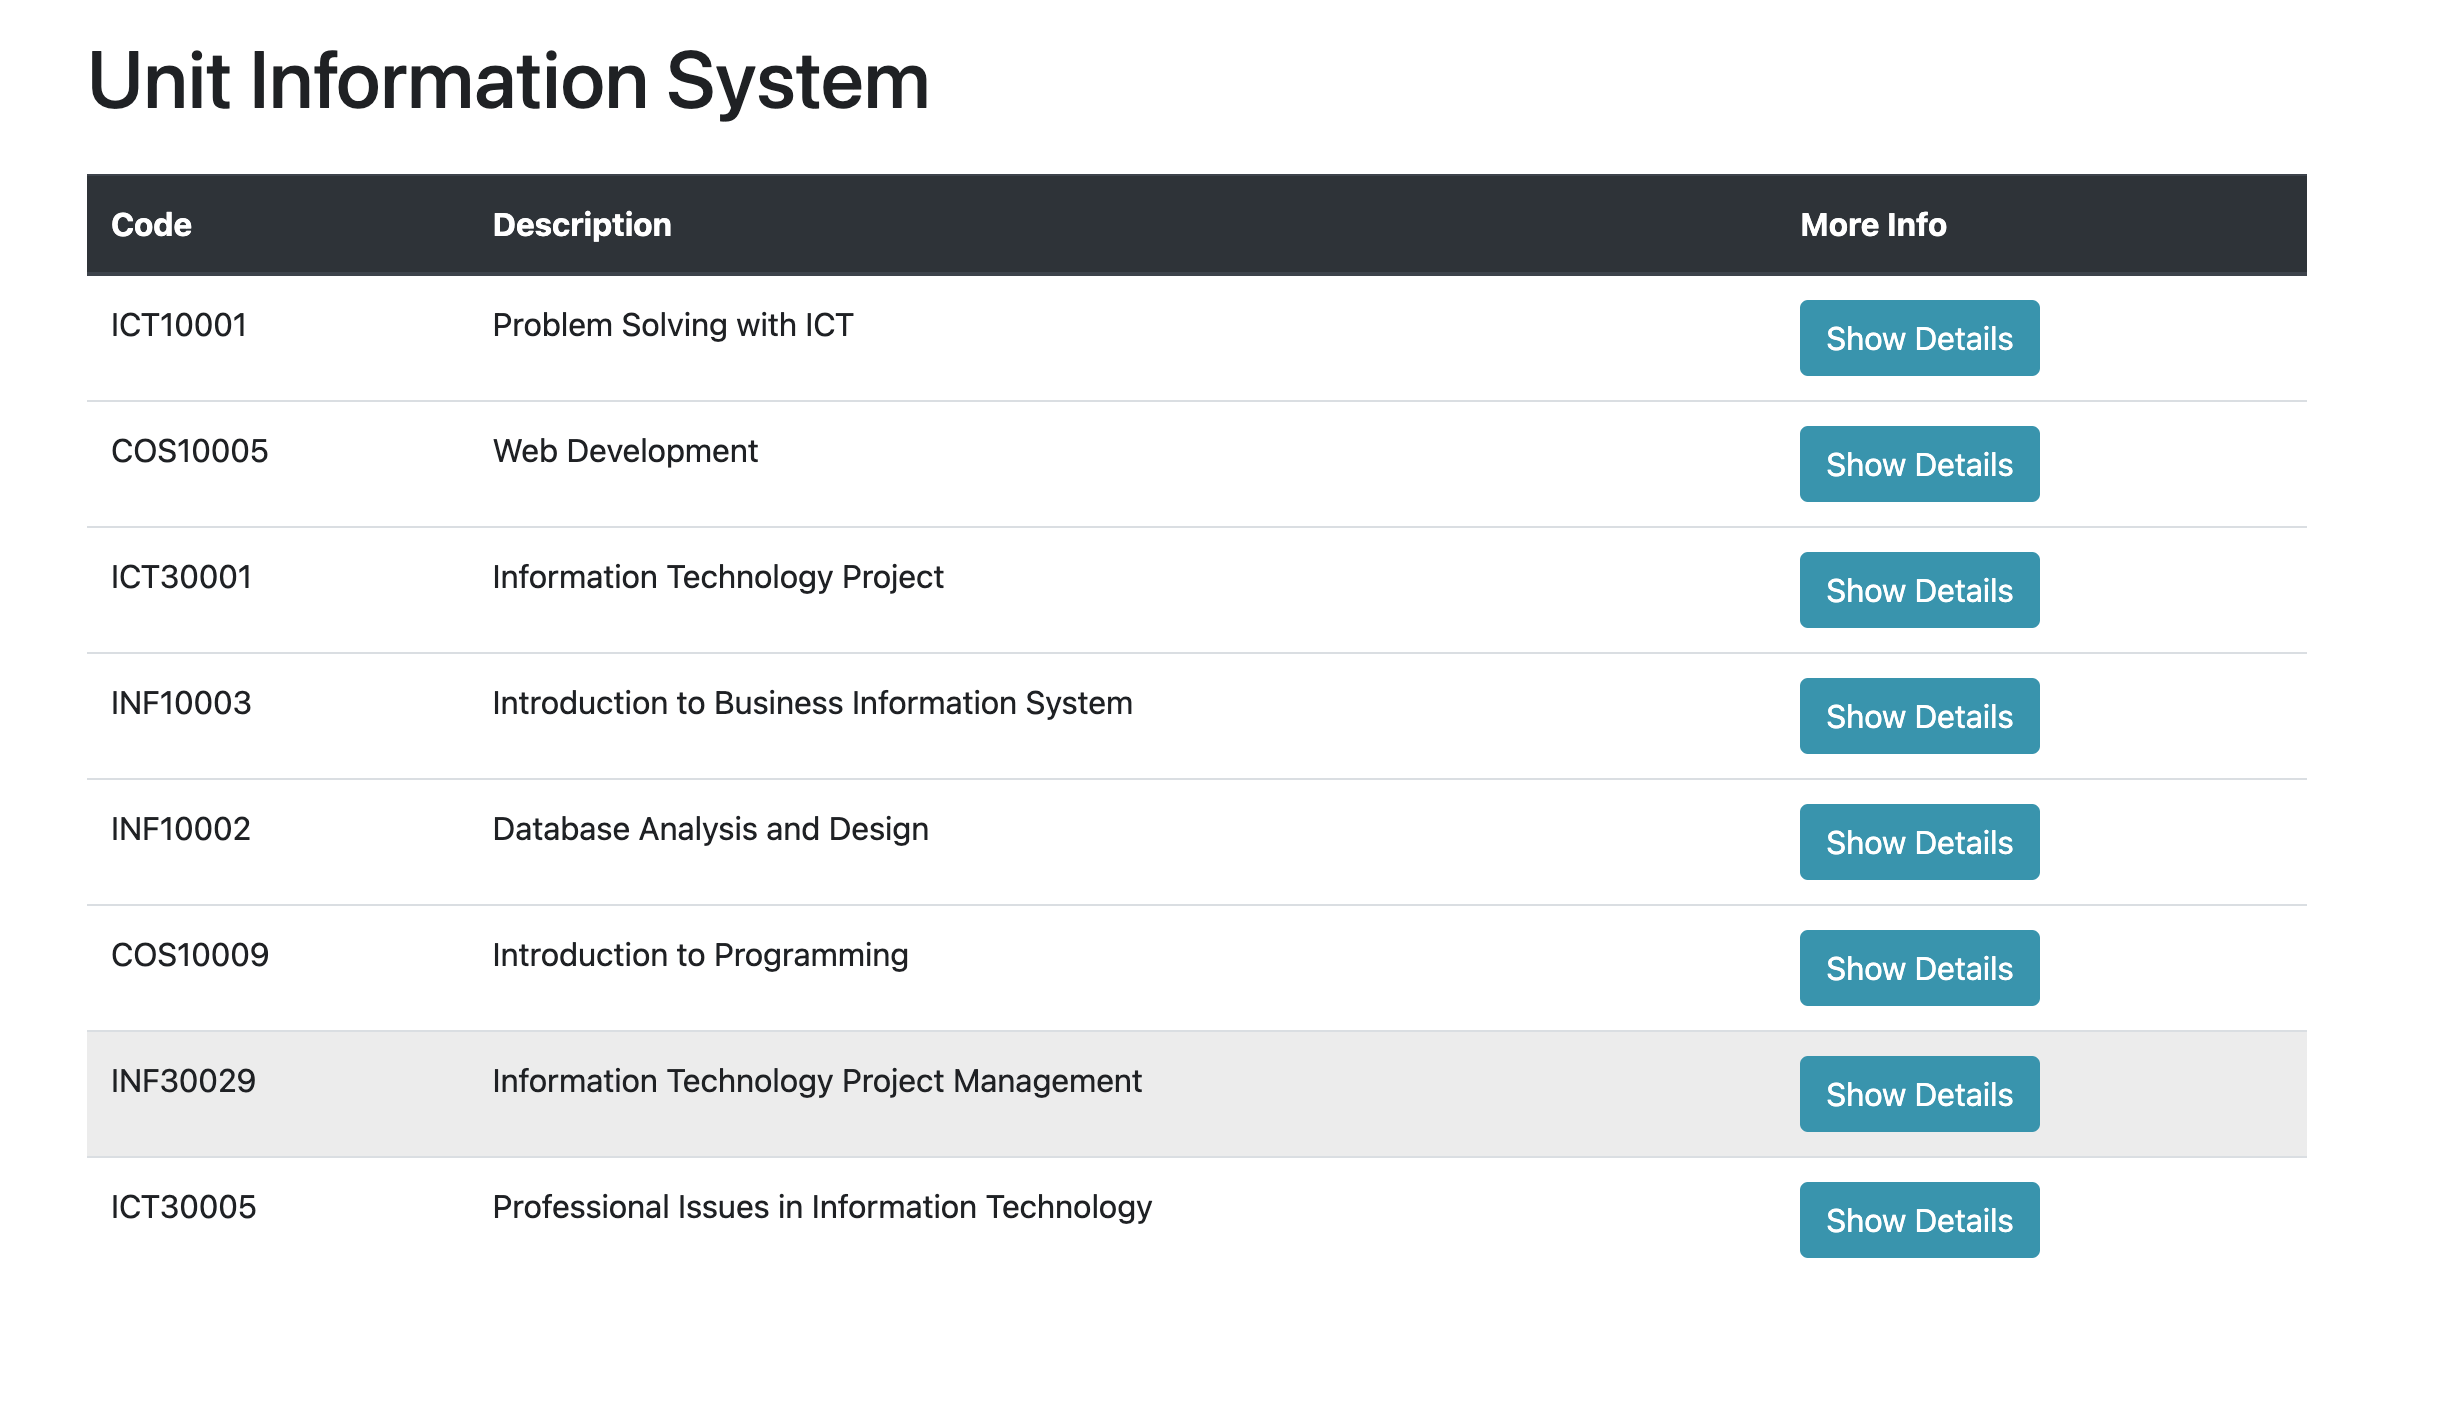 Unit Information System
Code Description More Info
ICT10001 Problem Solving with ICT Show Details
COS10005 Web Development Show Details
ICT30001 Information Technology Project Show Details
INF10003 Introduction to Business Information System Show Details
INF10002 Database Analysis and Design Show Details
COS10009 Introduction to Programming Show Details
INF30029 Information Technology Project Management Show Details
ICT30005 Professional Issues in Information Technology Show Details